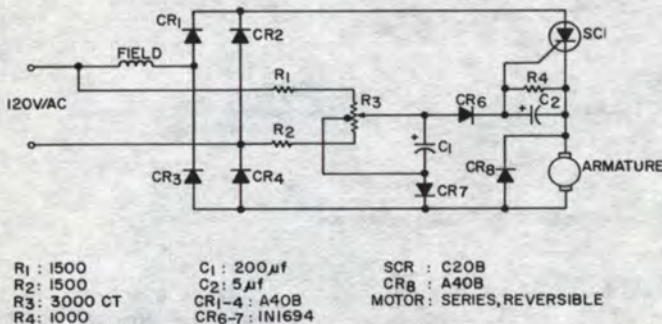 CR1
CR2
SC1
FIELD
R1
R3
R4
+ C2
120V/AC
CR6
R2
+
C1
CR3
CR4
CR8
CR7
ARMATURE
R1 : 1500
R2 : 1500
R3 : 3000 CT
R4 : 1000
C1 : 200µf
C2 : 5µf
CR1-4 : A40B
CR6-7 : IN1694
SCR : C20B
CR8 : A40B
MOTOR : SERIES, REVERSIBLE